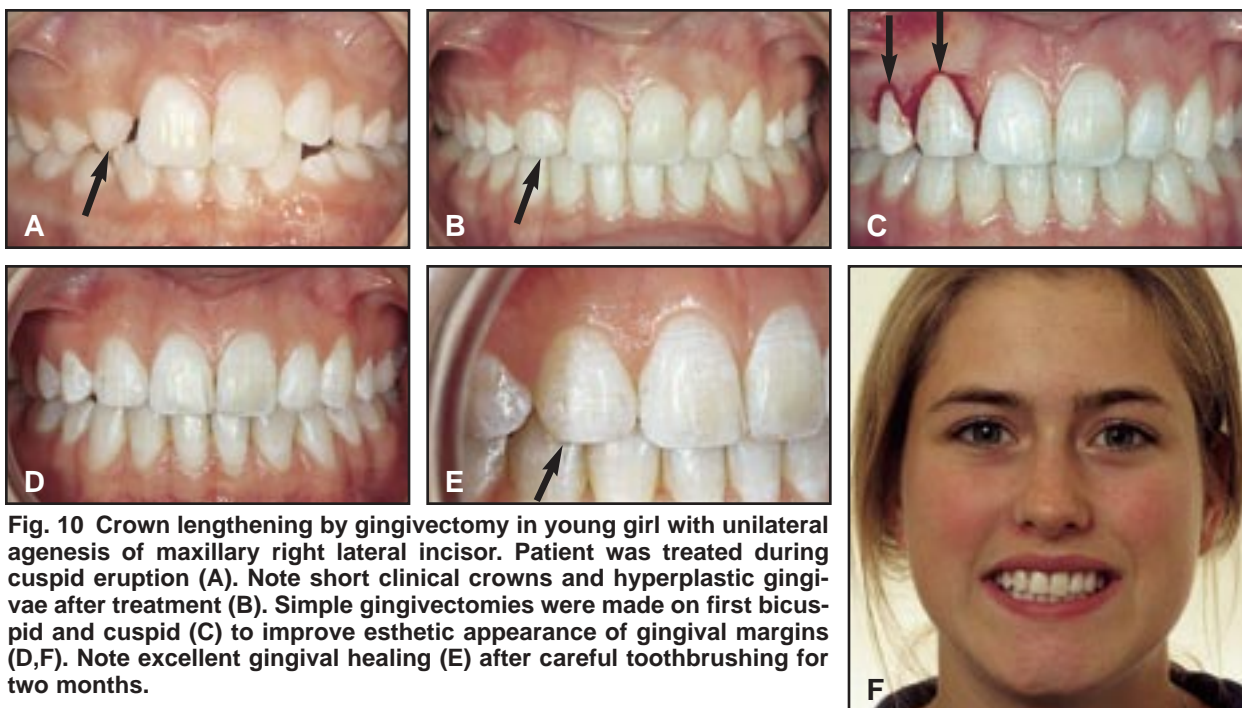 A
B
C
D
E
F
Fig. 10 Crown lengthening by gingivectomy in young girl with unilateral
agenesis of maxillary right lateral incisor. Patient was treated during
cuspid eruption (A). Note short clinical crowns and hyperplastic gingi-
vae after treatment (B). Simple gingivectomies were made on first bicus-
pid and cuspid (C) to improve esthetic appearance of gingival margins
(D,F). Note excellent gingival healing (E) after careful toothbrushing for
two months.